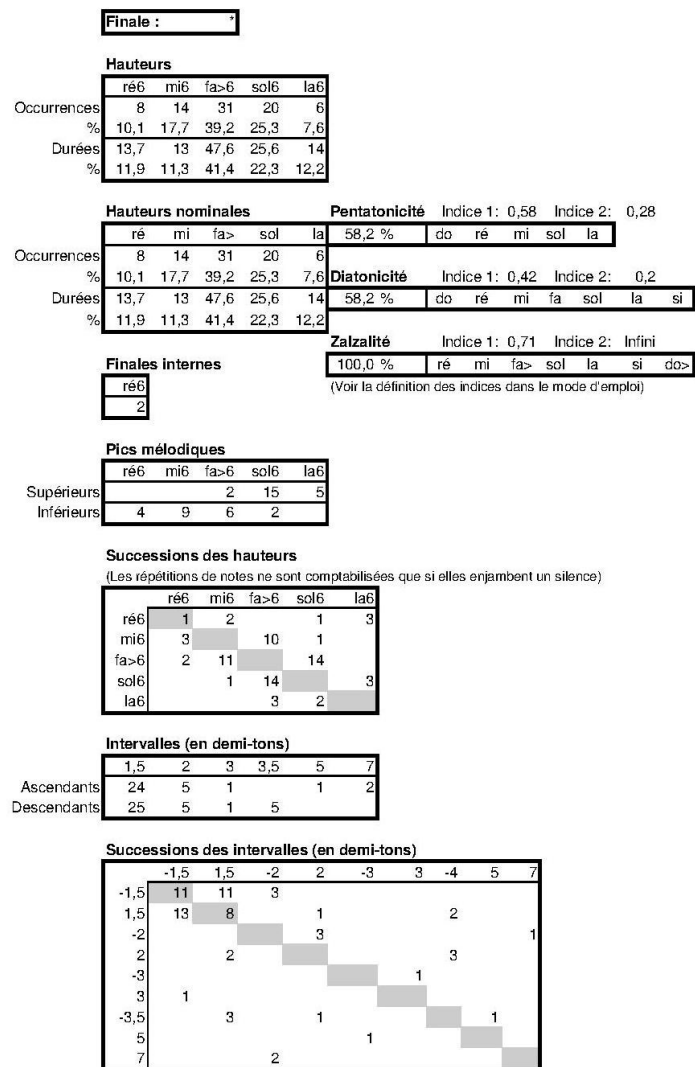 Finale : *
Hauteurs
ré6 mi6 fa>6 sol6 la6
Occurrences 8 14 31 20 6
% 10,1 17,7 39,2 25,3 7,6
Durées 13,7 13 47,6 25,6 14
% 11,9 11,3 41,4 22,3 12,2
Hauteurs nominales
ré mi fa> sol la
Occurrences 8 14 31 20 6
% 10,1 17,7 39,2 25,3 7,6
Durées 13,7 13 47,6 25,6 14
% 11,9 11,3 41,4 22,3 12,2
Pentatonicité Indice 1: 0,58 Indice 2: 0,28
58,2 % do ré mi sol la
Diatonicité Indice 1: 0,42 Indice 2: 0,2
58,2 % do ré mi fa sol la si
Zalzalité Indice 1: 0,71 Indice 2: Infini
100,0 % ré mi fa> sol la si do>
(Voir la définition des indices dans le mode d'emploi)
Finales internes
ré6
2
Pics mélodiques
ré6 mi6 fa>6 sol6 la6
Supérieurs 2 15 5
Inférieurs 4 9 6 2
Successions des hauteurs
(Les répétitions de notes ne sont comptabilisées que si elles enjambent un silence)
ré6 mi6 fa>6 sol6 la6
ré6 1 2 1 3
mi6 3 10 1
fa>6 2 11 14
sol6 1 14 3
la6 3 2
Intervalles (en demi-tons)
1,5 2 3 3,5 5 7
Ascendants 24 5 1 1 2
Descendants 25 5 1 5
Successions des intervalles (en demi-tons)
-1,5 1,5 -2 2 -3 3 -4 5 7
-1,5 11 11 3
1,5 13 8 1 2
-2 3 1
2 2 3
-3 1
3 1
-3,5 3 1 1
5 1
7 2